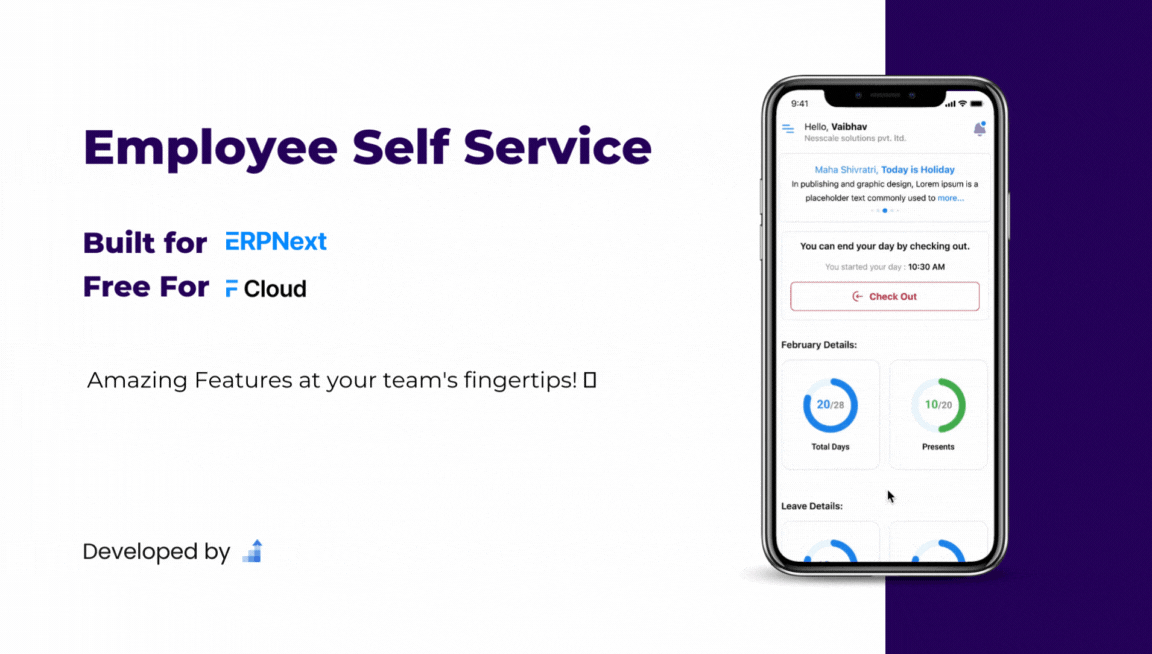 Employee Self Service
Built for ERPNext
Free For F Cloud
Amazing Features at your team's fingertips!
Developed by
9:41
Hello, Vaibhav
Nesscale solutions pvt. ltd.
Maha Shivratri, Today is Holiday
In publishing and graphic design, Lorem ipsum is a
placeholder text commonly used to more...
You can end your day by checking out.
You started your day : 10:30 AM
Check Out
February Details:
20/28
10/20
Total Days
Presents
Leave Details: